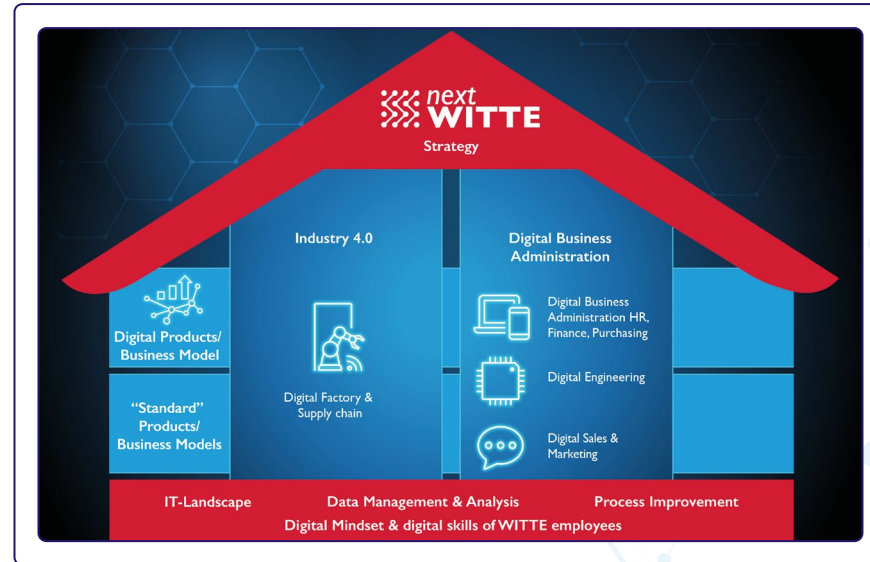 next
WITTE
Strategy
Industry 4.0
Digital Business
Administration
Digital Products/
Business Model
Digital Business
Administration HR,
Finance, Purchasing
Digital Engineering
Digital Factory &
Supply chain
“Standard”
Products/
Business Models
Digital Sales &
Marketing
IT-Landscape
Data Management & Analysis
Process Improvement
Digital Mindset & digital skills of WITTE employees